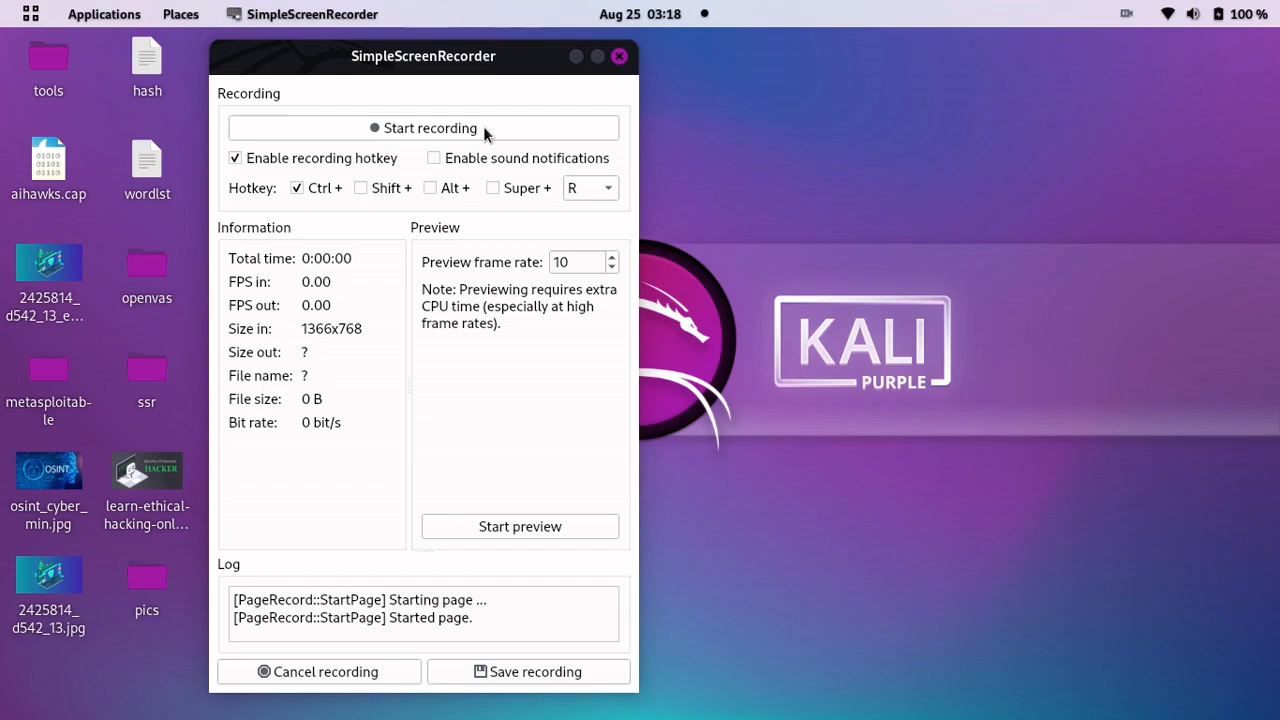 Applications
Places
SimpleScreenRecorder
Aug 25 03:18
100 %
tools
hash
aihawks.cap
wordlst
2425814_
d542_13_e...
openvas
metasploitab-
le
ssr
OSINT
HACKER
osint_cyber_
min.jpg
learn-ethical-
hacking-onl...
2425814_
d542_13.jpg
pics
SimpleScreenRecorder
Recording
Start recording
Enable recording hotkey
Enable sound notifications
Hotkey:
Ctrl +
Shift +
Alt +
Super +
R
Information
Total time: 0:00:00
FPS in: 0.00
FPS out: 0.00
Size in: 1366x768
Size out: ?
File name: ?
File size: 0 B
Bit rate: 0 bit/s
Preview
Preview frame rate: 10
Note: Previewing requires extra
CPU time (especially at high
frame rates).
Start preview
Log
[PageRecord::StartPage] Starting page ...
[PageRecord::StartPage] Started page.
Cancel recording
Save recording
KALI
PURPLE